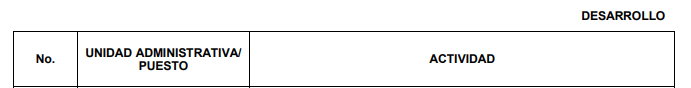 DESARROLLO
No.
UNIDAD ADMINISTRATIVA/
PUESTO
ACTIVIDAD